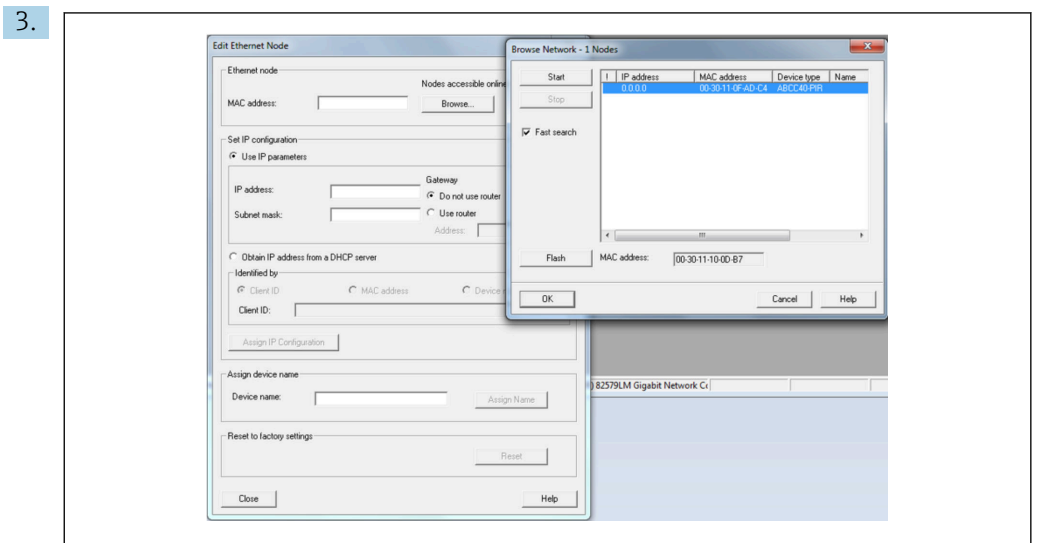 3.
Edit Ethernet Node
Ethernet node
Nodes accessible online
MAC address:
Browse...
Set IP configuration
Use IP parameters
Gateway
IP address:
Do not use router
Subnet mask:
Use router
Address:
Obtain IP address from a DHCP server
Identified by
Client ID
MAC address
Device
Client ID:
Assign IP Configuration
Assign device name
Device name:
Assign Name
Reset to factory settings
Reset
Close
Help
Browse Network - 1 Nodes
Start
! IP address MAC address Device type Name
0.0.0.0 00-30-11-0F-AD-C4 ABCC40-PIR
Stop
Fast search
Flash
MAC address: 00-30-11-10-0D-B7
OK
Cancel
Help
) 82579LM Gigabit Network